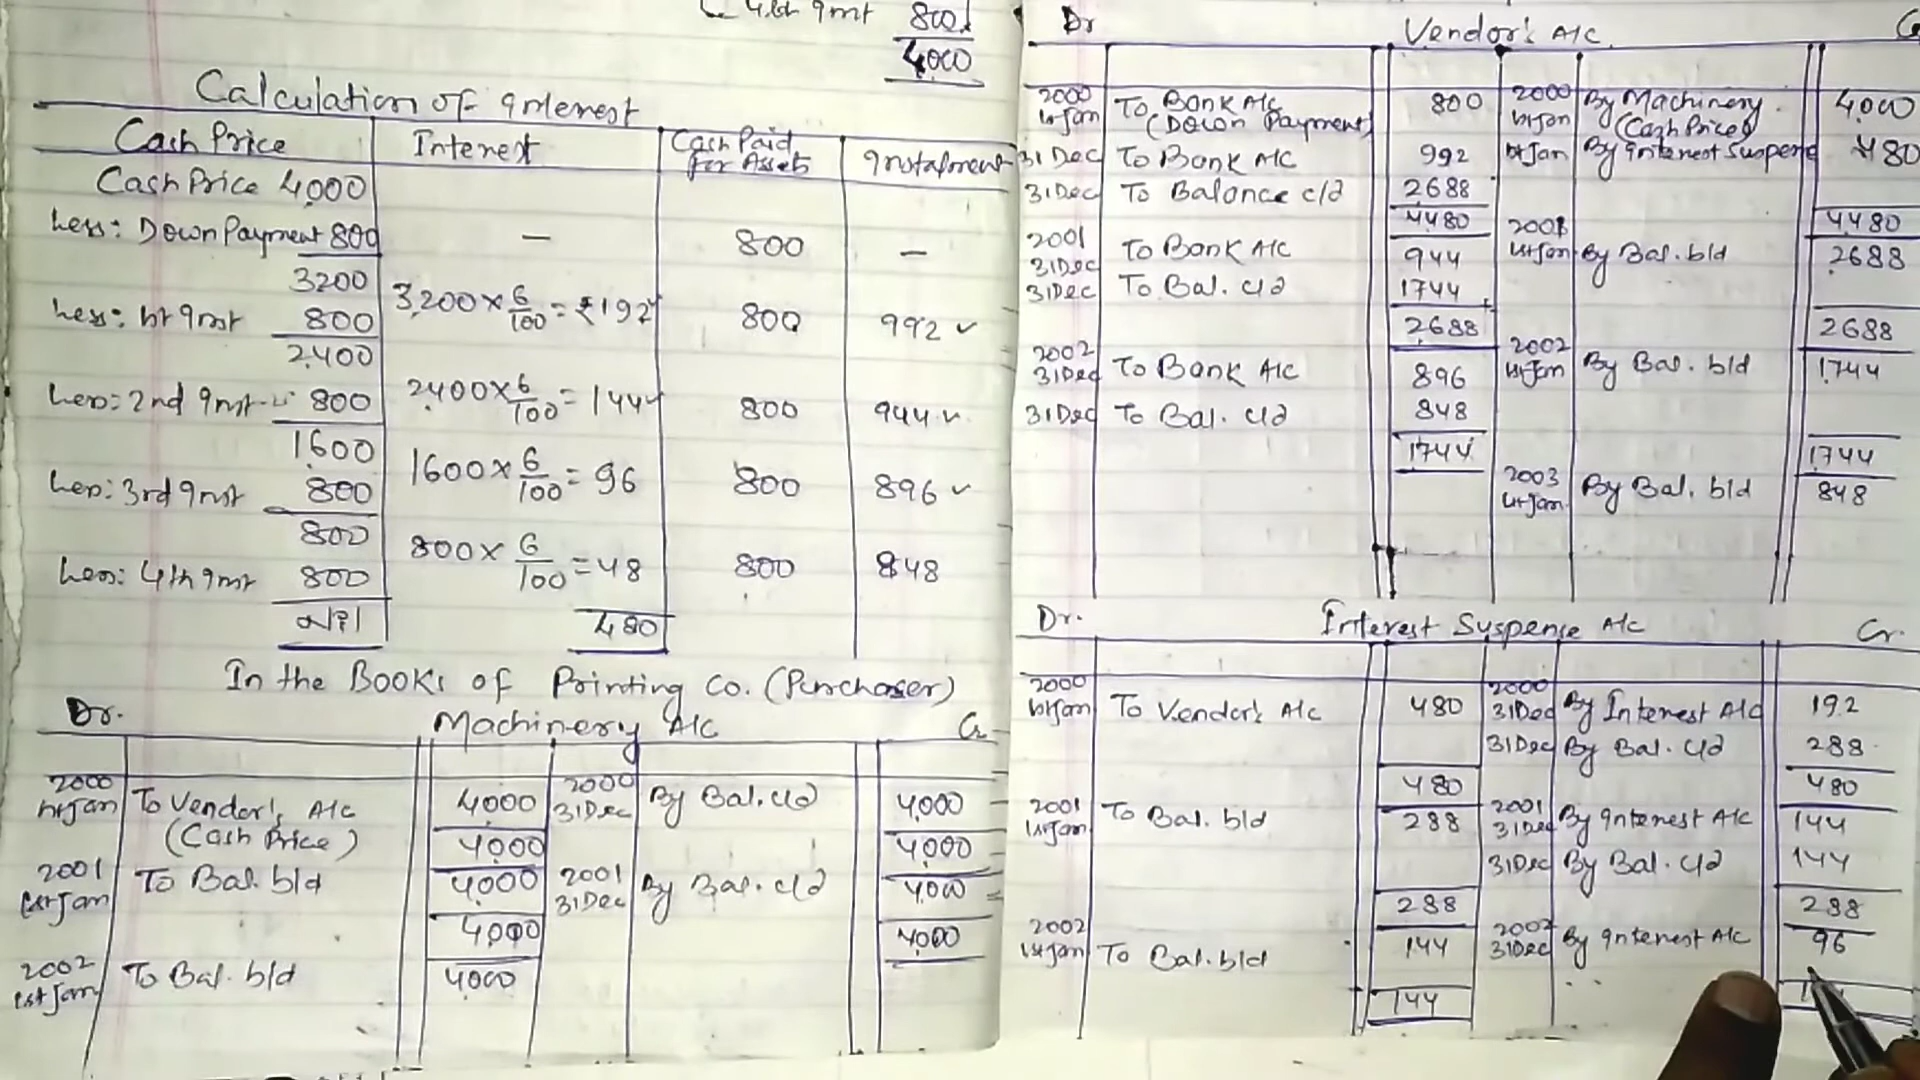 4th Inst 800
4000
Calculation of Interest
Cash Price Interest Cash Paid for Assets Instalment
Cash Price 4000
Less: Down Payment 800 — 800 —
3200
3200 × 6/100 = ₹192
Less: 1st Inst 800 800 992 ✓
2400
2400 × 6/100 = 144
Less: 2nd Inst 800 800 944 ✓
1600
1600 × 6/100 = 96
Less: 3rd Inst 800 800 896 ✓
800
800 × 6/100 = 48
Less: 4th Inst 800 800 848
Nil 480
In the Books of Printing Co. (Purchaser)
Dr. Machinery A/c Cr
2000 2000
1st Jan To Vendor's A/c 4000 31 Dec By Bal. c/d 4000
(Cash Price) 4000 4000
2001 2001
1st Jan To Bal. b/d 4000 31 Dec By Bal. c/d 4000
4000 4000
2002
1st Jan To Bal. b/d 4000
Dr Vendor's A/c. Cr
2000 2000
1st Jan To Bank A/c 800 1st Jan By Machinery 4000
(Down Payment) (Cash Price)
31 Dec To Bank A/c 992 1st Jan By Interest Suspense 480
31 Dec To Balance c/d 2688
4480 4480
2001 2001
31 Dec To Bank A/c 944 1st Jan By Bal. b/d 2688
31 Dec To Bal. c/d 1744
2688 2688
2002 2002
31 Dec To Bank A/c 896 1st Jan By Bal. b/d 1744
31 Dec To Bal. c/d 848
1744 1744
2003
1st Jan By Bal. b/d 848
Dr. Interest Suspense A/c Cr.
2000 2000
1st Jan To Vendor's A/c 480 31 Dec By Interest A/c 192
31 Dec By Bal. c/d 288
480 480
2001 2001
1st Jan To Bal. b/d 288 31 Dec By Interest A/c 144
31 Dec By Bal. c/d 144
288 288
2002 2002
1st Jan To Bal. b/d 144 31 Dec By Interest A/c 96
144